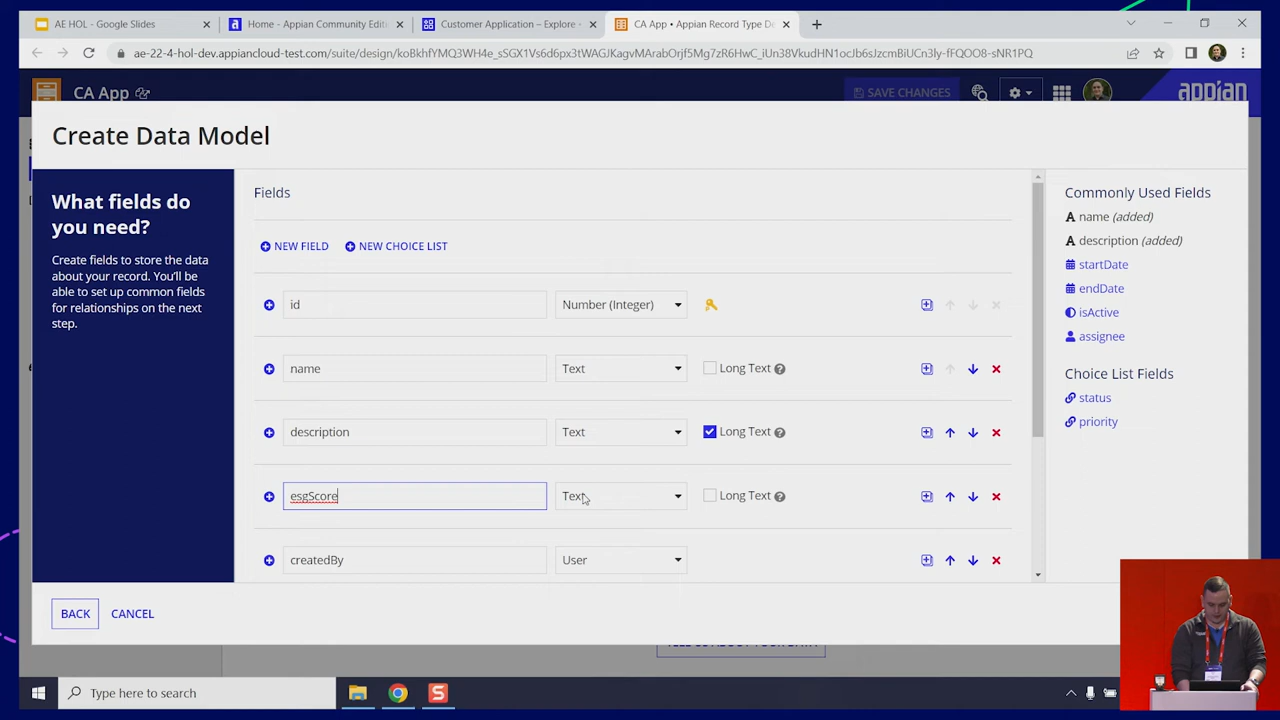 AE HOL – Google Slides
Home - Appian Community Editi
Customer Application – Explore •
CA App • Appian Record Type De
CA App
SAVE CHANGES
appian
Create Data Model
What fields do
you need?
Create fields to store the data
about your record. You'll be
able to set up common fields
for relationships on the next
step.
Fields
NEW FIELD
NEW CHOICE LIST
id
Number (Integer)
name
Text
Long Text
description
Text
Long Text
esgScore
Text
Long Text
createdBy
User
Commonly Used Fields
name (added)
description (added)
startDate
endDate
isActive
assignee
Choice List Fields
status
priority
BACK
CANCEL
Type here to search